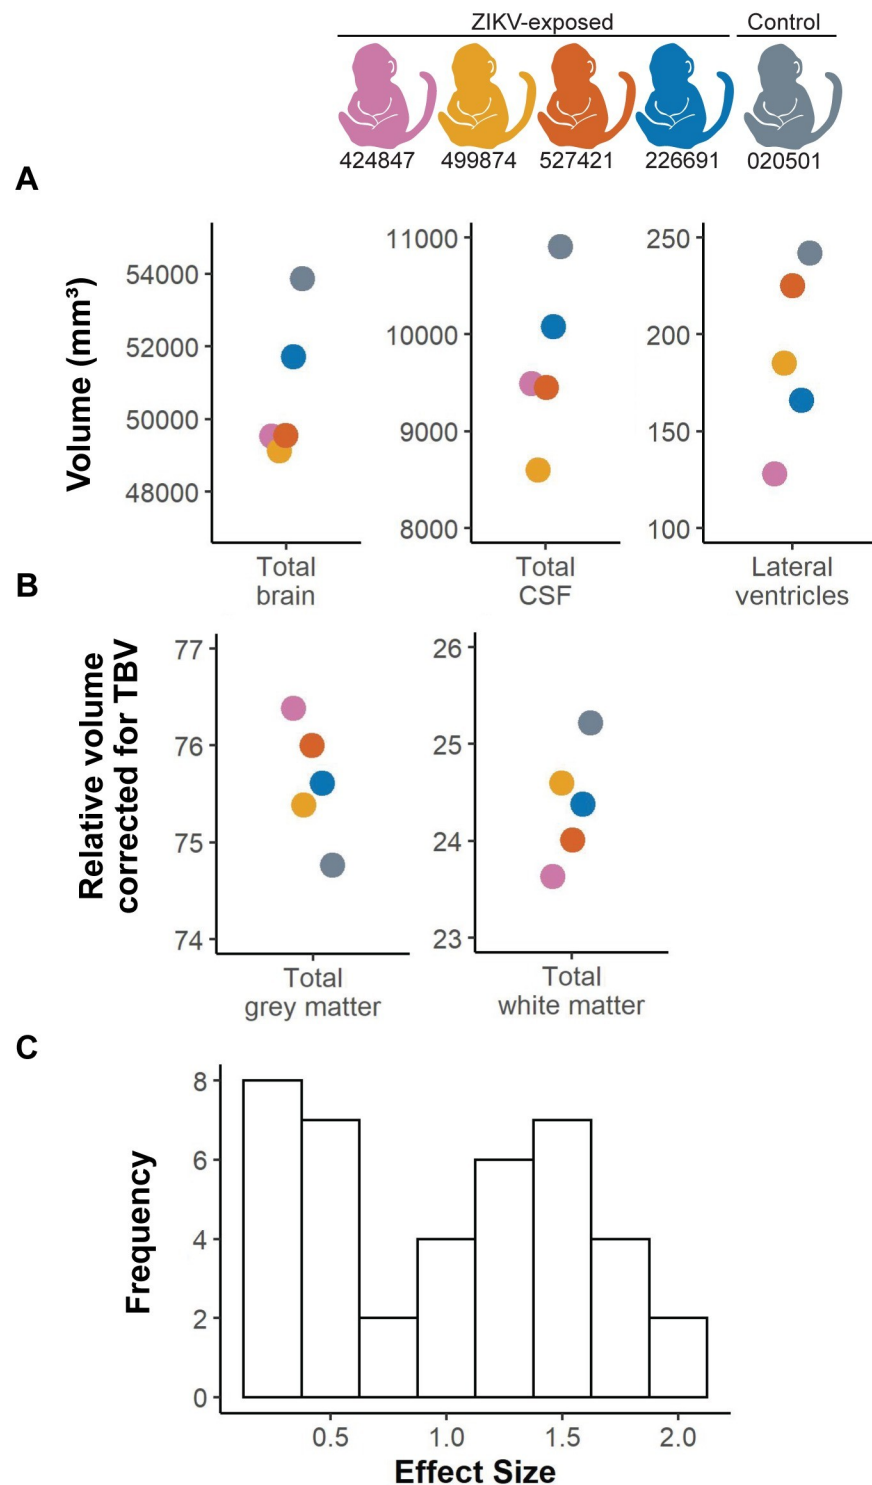 ZIKV-exposed Control
424847 499874 527421 226691 020501
A
Volume (mm³)
54000
52000
50000
48000
Total
brain
11000
10000
9000
8000
Total
CSF
250
200
150
100
Lateral
ventricles
B
Relative volume
corrected for TBV
77
76
75
74
Total
grey matter
26
25
24
23
Total
white matter
C
Frequency
8
6
4
2
0
0.5 1.0 1.5 2.0
Effect Size